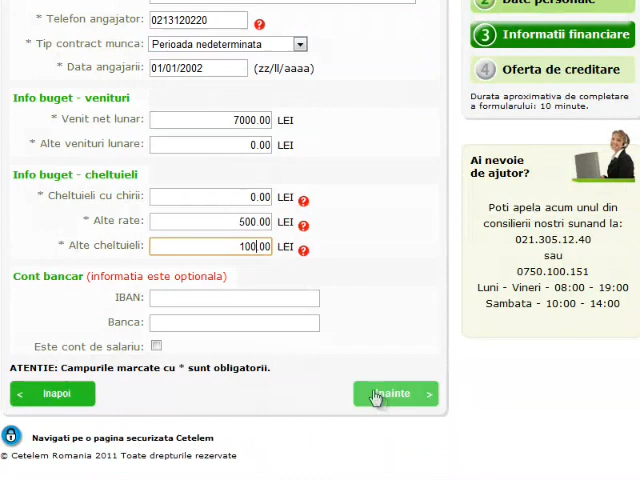 * Telefon angajator: 0213120220
* Tip contract munca: Perioada nedeterminata
* Data angajarii: 01/01/2002 (zz/ll/aaaa)
Info buget - venituri
* Venit net lunar: 7000.00 LEI
* Alte venituri lunare: 0.00 LEI
Info buget - cheltuieli
* Cheltuieli cu chirii: 0.00 LEI
* Alte rate: 500.00 LEI
* Alte cheltuieli: 100.00 LEI
Cont bancar (informatia este optionala)
IBAN:
Banca:
Este cont de salariu:
ATENTIE: Campurile marcate cu * sunt obligatorii.
< Inapoi
Inainte >
Navigati pe o pagina securizata Cetelem
© Cetelem Romania 2011 Toate drepturile rezervate
2 Date personale
3 Informatii financiare
4 Oferta de creditare
Durata aproximativa de completare
a formularului: 10 minute.
Ai nevoie
de ajutor?
Poti apela acum unul din
consilierii nostri sunand la:
021.305.12.40
sau
0750.100.151
Luni - Vineri - 08:00 - 19:00
Sambata - 10:00 - 14:00